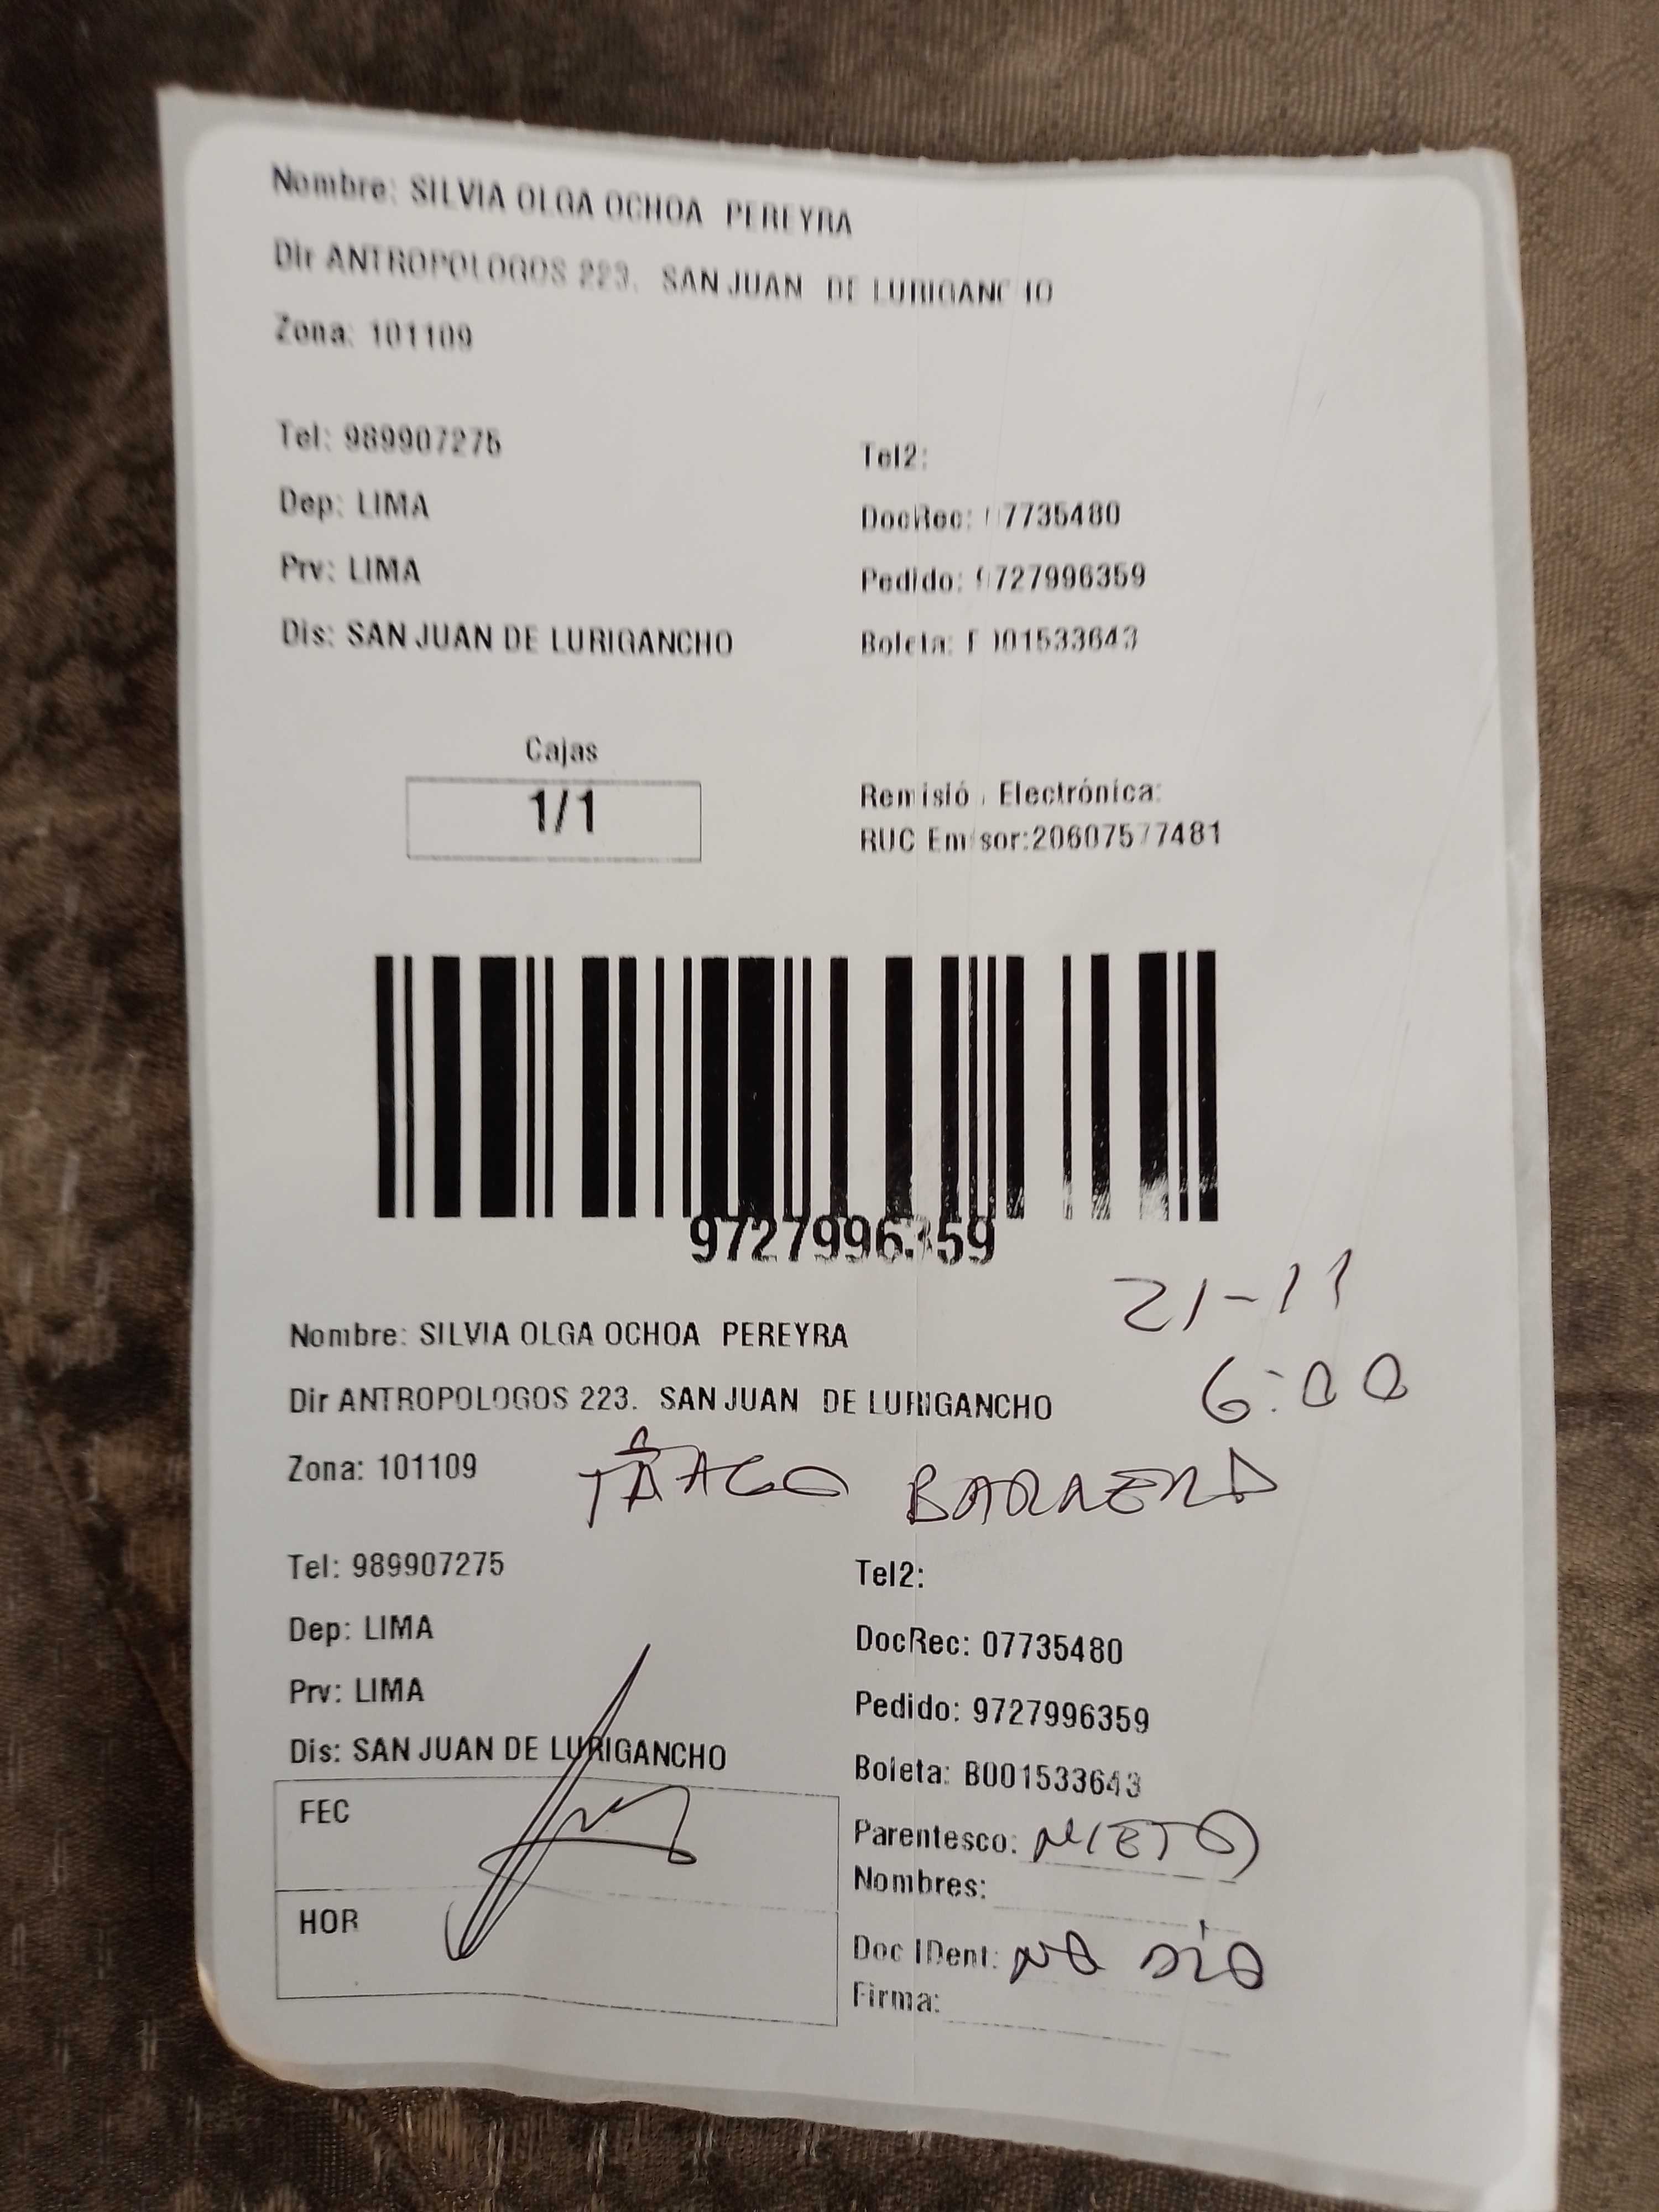 Nombre: SILVIA OLGA OCHOA PEREYRA
Dir ANTROPOLOGOS 223. SAN JUAN DE LURIGANCHO
Zona: 101109
Tel: 989907275
Tel2:
Dep: LIMA
DocRec: 07735480
Prv: LIMA
Pedido: 9727996359
Dis: SAN JUAN DE LURIGANCHO
Boleta: B001533643
Cajas
1/1
Remisión Electrónica:
RUC Emisor:20607577481
9727996359
21-11
Nombre: SILVIA OLGA OCHOA PEREYRA
6:00
Dir ANTROPOLOGOS 223. SAN JUAN DE LURIGANCHO
Zona: 101109
BARRERA
Tel: 989907275
Tel2:
Dep: LIMA
DocRec: 07735480
Prv: LIMA
Pedido: 9727996359
Dis: SAN JUAN DE LURIGANCHO
Boleta: B001533643
FEC
Parentesco: NIETO
Nombres:
HOR
Doc IDent: NO DIO
Firma: